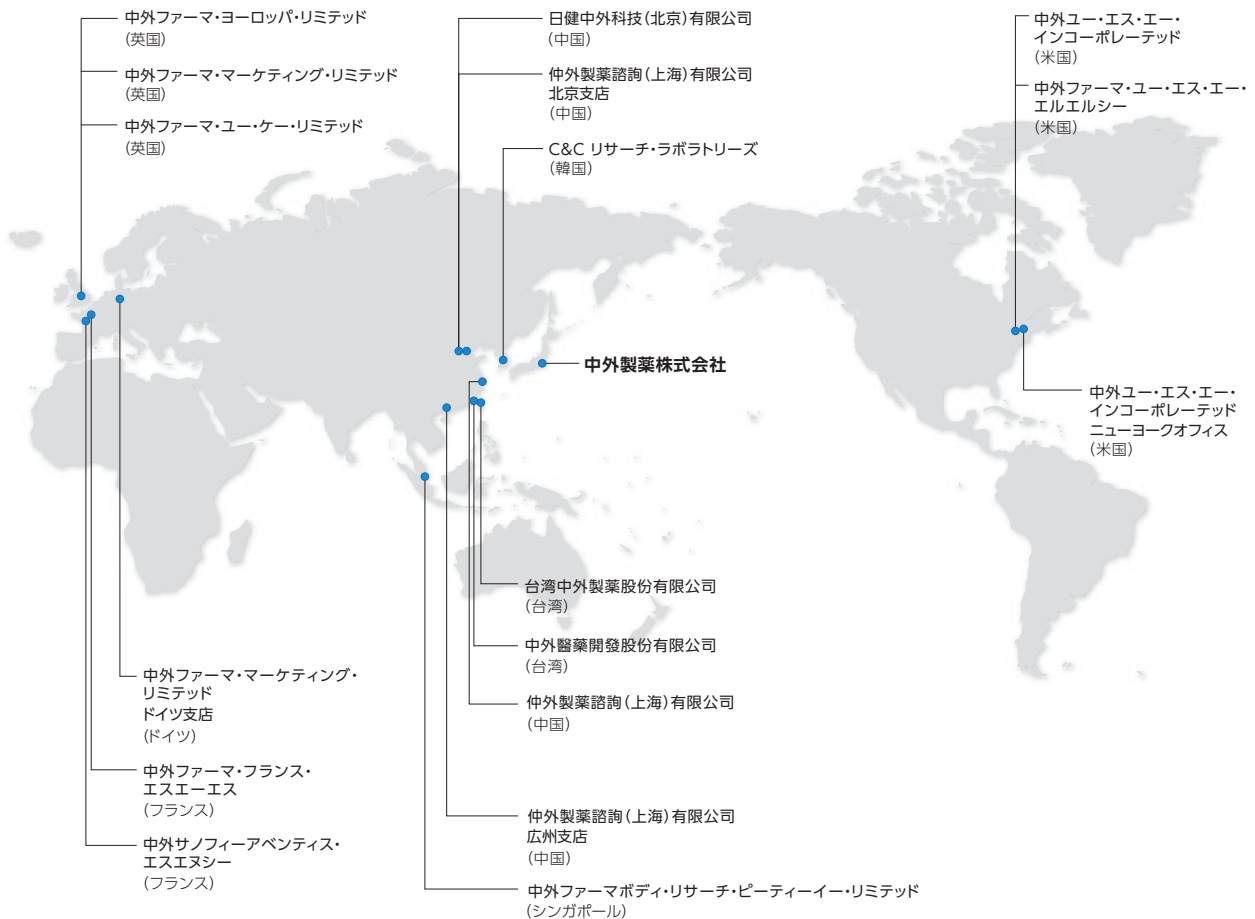 中外ファーマ・ヨーロッパ・リミテッド
(英国)
中外ファーマ・マーケティング・リミテッド
(英国)
中外ファーマ・ユー・ケー・リミテッド
(英国)
日健中外科技(北京)有限公司
(中国)
仲外製薬諮詢(上海)有限公司
北京支店
(中国)
C&C リサーチ・ラボラトリーズ
(韓国)
中外ユー・エス・エー・
インコーポレーテッド
(米国)
中外ファーマ・ユー・エス・エー・
エルエルシー
(米国)
中外製薬株式会社
中外ユー・エス・エー・
インコーポレーテッド
ニューヨークオフィス
(米国)
台湾中外製薬股份有限公司
(台湾)
中外醫藥開發股份有限公司
(台湾)
仲外製薬諮詢(上海)有限公司
(中国)
仲外製薬諮詢(上海)有限公司
広州支店
(中国)
中外ファーマボディ・リサーチ・ピーティーイー・リミテッド
(シンガポール)
中外ファーマ・マーケティング・
リミテッド
ドイツ支店
(ドイツ)
中外ファーマ・フランス・
エスエーエス
(フランス)
中外サノフィーアベンティス・
エスエヌシー
(フランス)